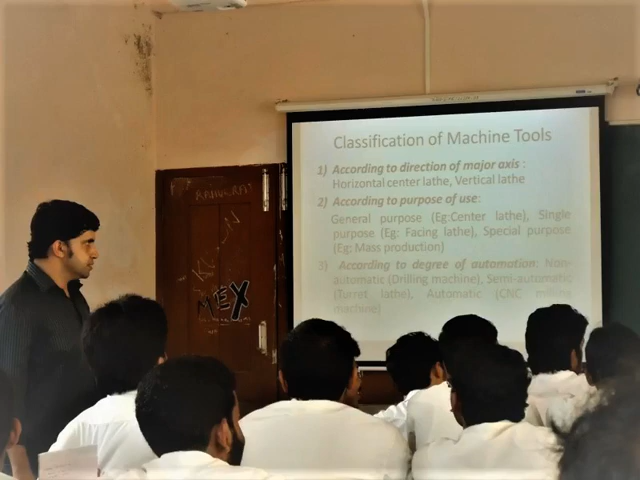 Classification of Machine Tools
1) According to direction of major axis :
Horizontal center lathe, Vertical lathe
2) According to purpose of use:
General purpose (Eg:Center lathe), Single
purpose (Eg: Facing lathe), Special purpose
(Eg: Mass production)
3) According to degree of automation: Non-
automatic (Drilling machine), Semi-automatic
(Turret lathe), Automatic (CNC milling
machine)
MEX